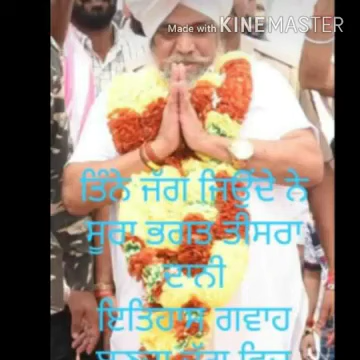 Made with KINEMASTER
ਤਿੰਨੇ ਜੱਗ ਜਿਉਂਦੇ ਨੇ
ਸੂਰਾ ਭਗਤ ਤੀਸਰਾ
ਦਾਨੀ
ਇਤਿਹਾਸ ਗਵਾਹ